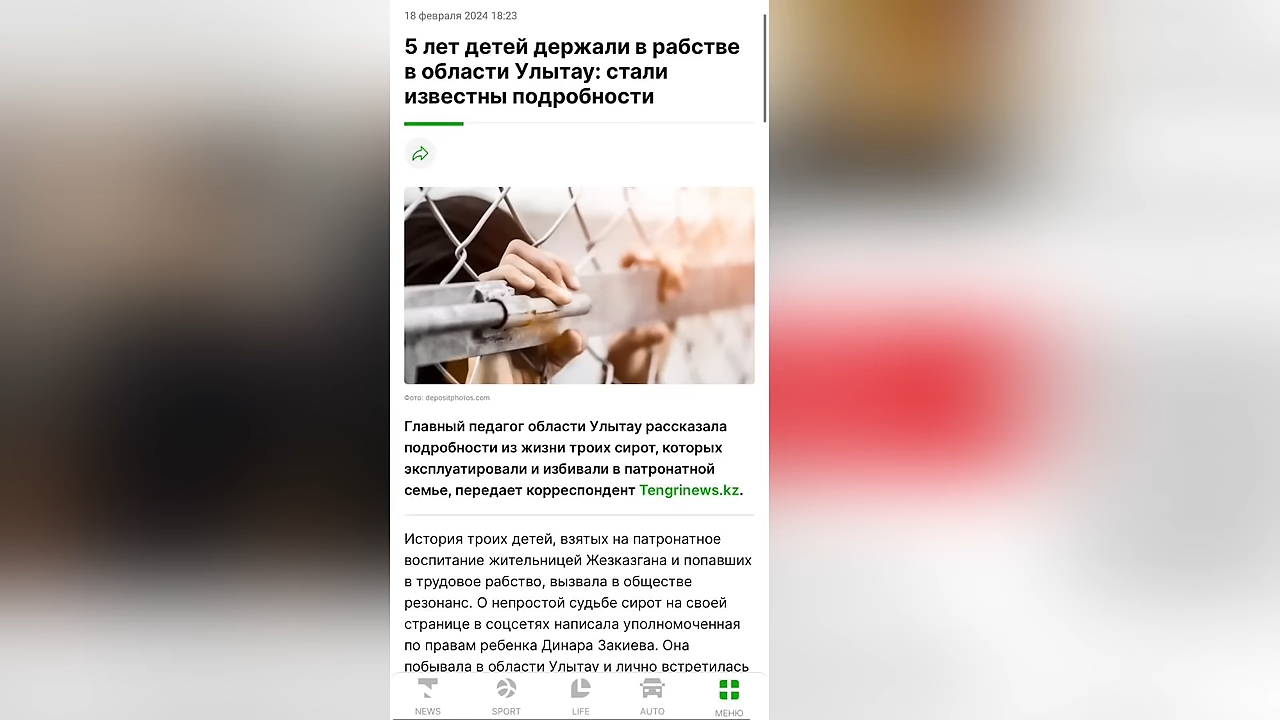 18 февраля 2024 18:23
5 лет детей держали в рабстве
в области Улытау: стали
известны подробности
Фото: depositphotos.com
Главный педагог области Улытау рассказала
подробности из жизни троих сирот, которых
эксплуатировали и избивали в патронатной
семье, передает корреспондент Tengrinews.kz.
История троих детей, взятых на патронатное
воспитание жительницей Жезказгана и попавших
в трудовое рабство, вызвала в обществе
резонанс. О непростой судьбе сирот на своей
странице в соцсетях написала уполномоченная
по правам ребенка Динара Закиева. Она
побывала в области Улытау и лично встретилась
NEWS SPORT LIFE AUTO МЕНЮ